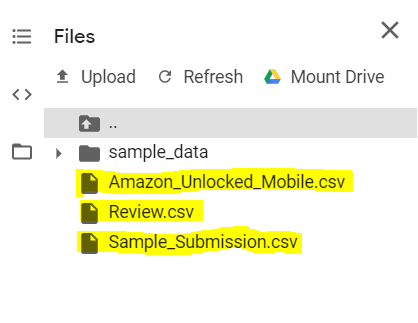 Files
Upload Refresh Mount Drive
..
sample_data
Amazon_Unlocked_Mobile.csv
Review.csv
Sample_Submission.csv